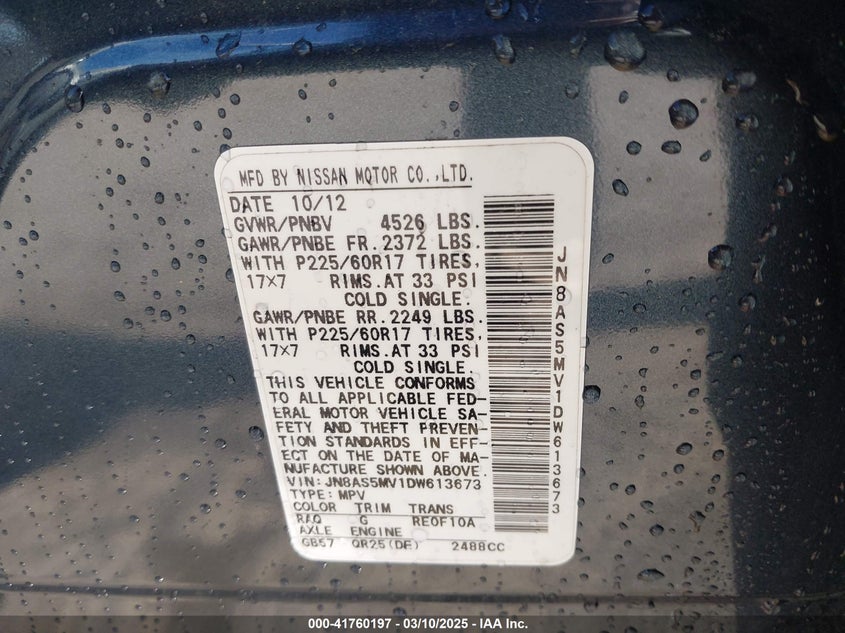 MFD BY NISSAN MOTOR CO.,LTD.
DATE 10/12
GVWR/PNBV 4526 LBS.
GAWR/PNBE FR.2372 LBS.
WITH P225/60R17 TIRES,
17×7 RIMS.AT 33 PSI
COLD SINGLE.
GAWR/PNBE RR.2249 LBS.
WITH P225/60R17 TIRES,
17×7 RIMS.AT 33 PSI
COLD SINGLE.
THIS VEHICLE CONFORMS
TO ALL APPLICABLE FED-
ERAL MOTOR VEHICLE SA-
FETY AND THEFT PREVEN-
TION STANDARDS IN EFF-
ECT ON THE DATE OF MA-
NUFACTURE SHOWN ABOVE.
VIN:JN8AS5MV1DW613673
TYPE:MPV
COLOR TRIM TRANS
RAQ G RE0F10A
AXLE ENGINE
GB57 QR25(DE) 2488CC
JN8AS5MV1DW613673
000-41760197 - 03/10/2025 - IAA Inc.